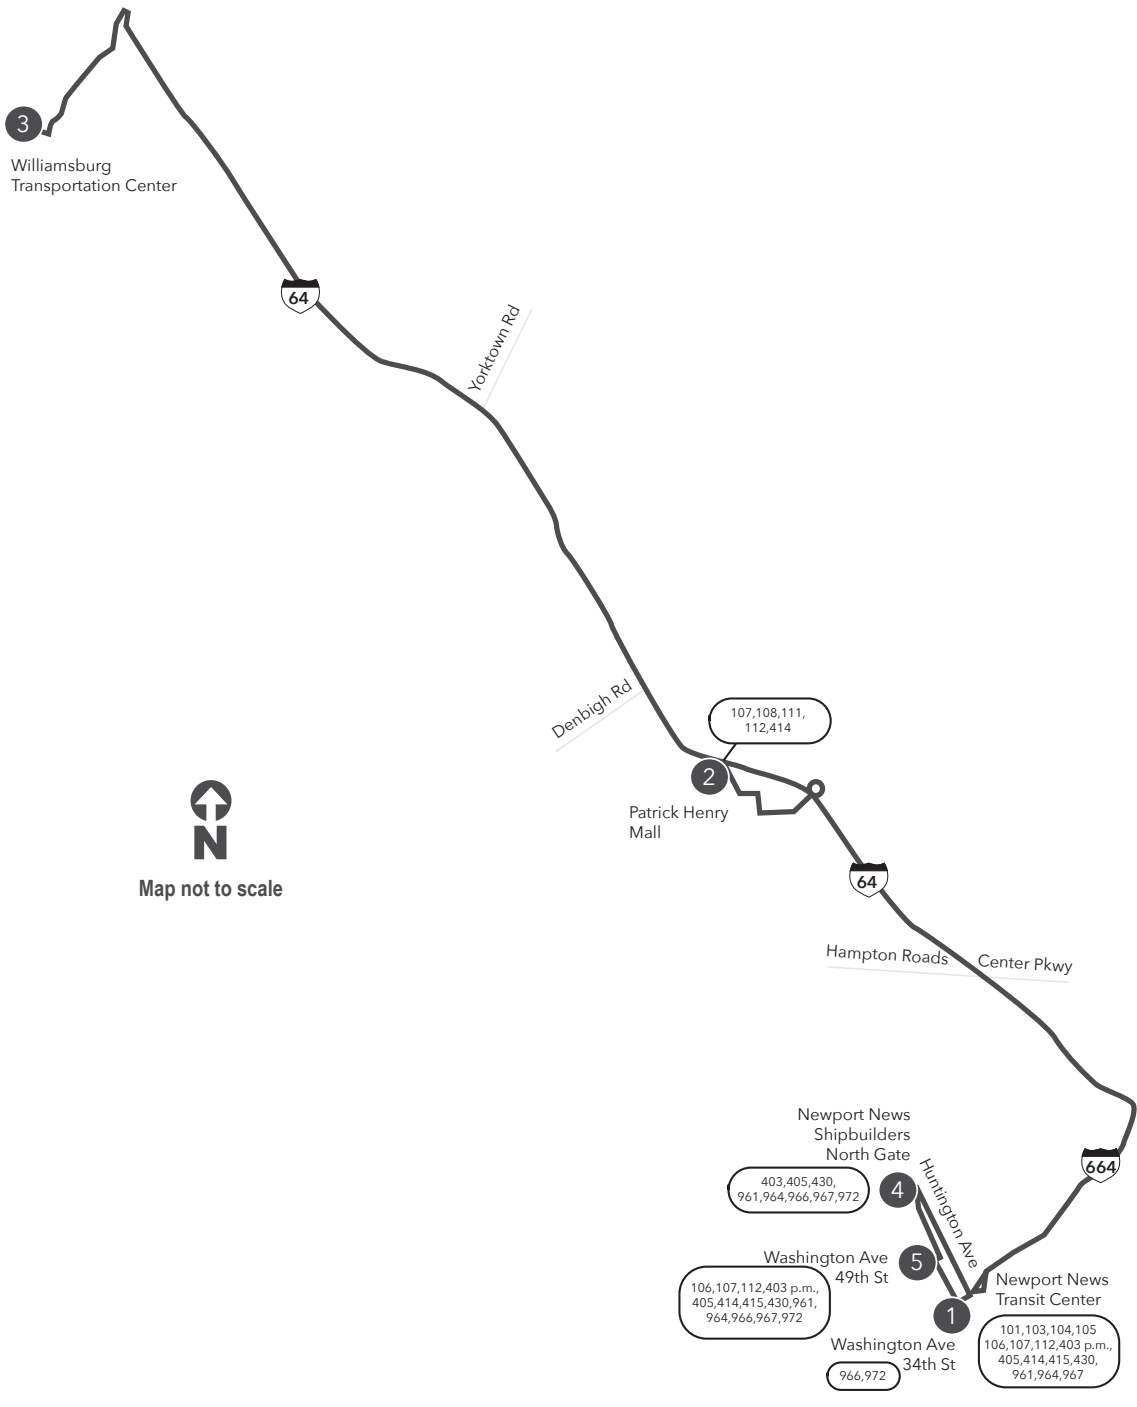 3
Williamsburg
Transportation Center
64
Yorktown Rd
Denbigh Rd
107,108,111,
112,414
2
Patrick Henry
Mall
N
Map not to scale
64
Hampton Roads Center Pkwy
664
Newport News
Shipbuilders
North Gate
403,405,430,
961,964,966,967,972
4
Huntington Ave
Washington Ave
49th St
5
106,107,112,403 p.m.,
405,414,415,430,961,
964,966,967,972
Newport News
Transit Center
1
101,103,104,105
106,107,112,403 p.m.,
405,414,415,430,
961,964,967
Washington Ave
34th St
966,972